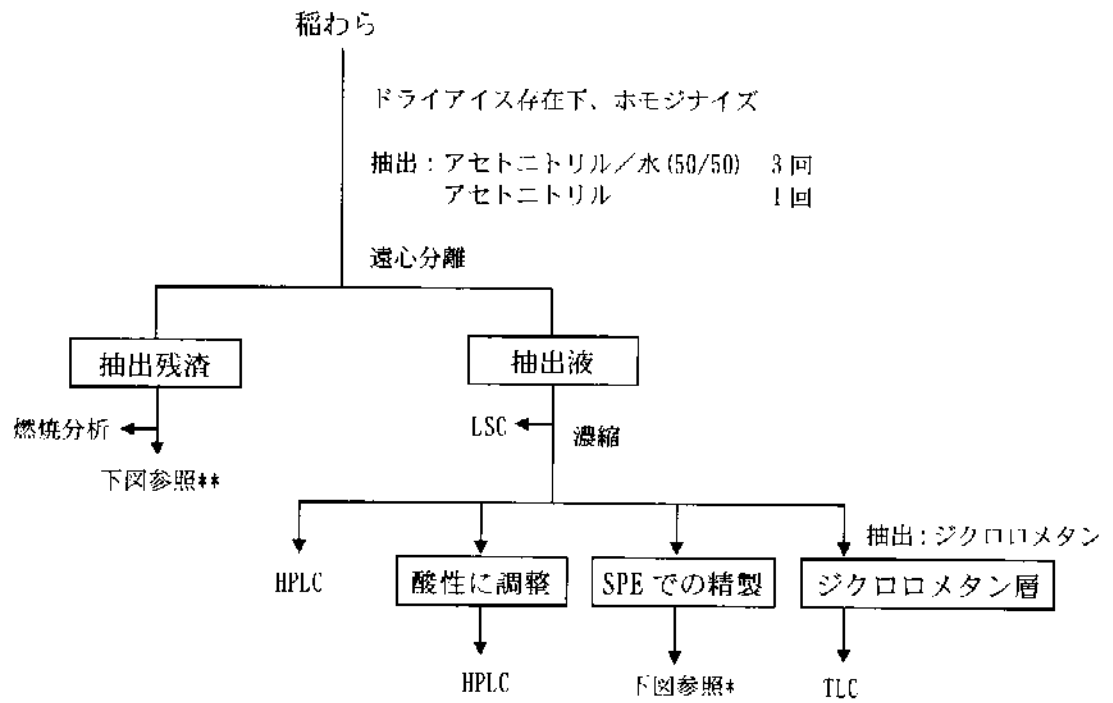 稲わら
ドライアイス存在下、ホモジナイズ
抽出：アセトニトリル／水(50/50) 3回
アセトニトリル 1回
遠心分離
抽出残渣
抽出液
燃焼分析
LSC
濃縮
下図参照**
抽出：ジクロロメタン
HPLC
酸性に調整
SPEでの精製
ジクロロメタン層
HPLC
下図参照*
TLC